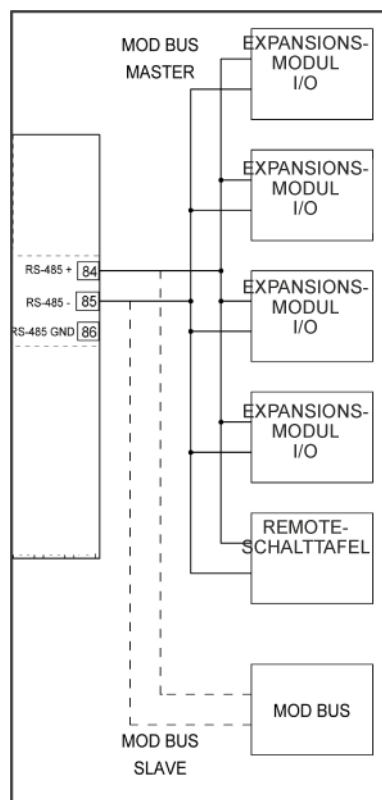 MOD BUS
MASTER
EXPANSIONS-
MODUL
I/O
EXPANSIONS-
MODUL
I/O
RS-485 + 84
RS-485 - 85
RS-485 GND 86
EXPANSIONS-
MODUL
I/O
EXPANSIONS-
MODUL
I/O
REMOTE-
SCHALTTAFEL
MOD BUS
MOD BUS
SLAVE